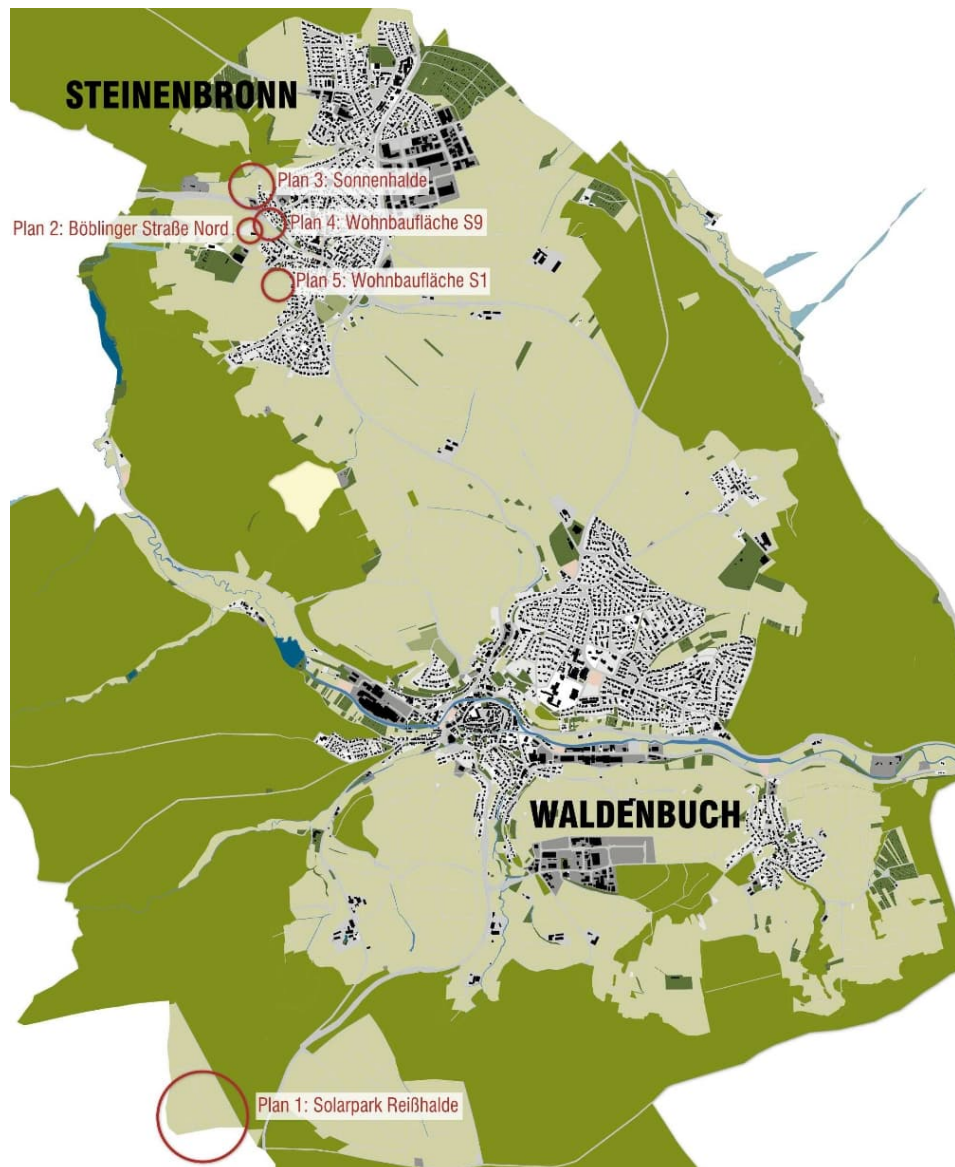 STEINENBRONN
Plan 3: Sonnenhalde
Plan 2: Böblinger Straße Nord
Plan 4: Wohnbaufläche S9
Plan 5: Wohnbaufläche S1
WALDENBUCH
Plan 1: Solarpark Reißhalde